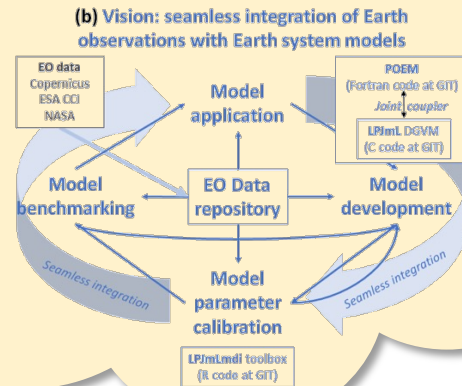 (b) Vision: seamless integration of Earth
observations with Earth system models
EO data
Copernicus
ESA CCI
NASA
POEM
(Fortran code at GIT)
Joint coupler
LPJmL DGVM
(C code at GIT)
Model
application
Model
benchmarking
EO Data
repository
Model
development
Model
parameter
calibration
Seamless integration
Seamless integration
LPJmLmdi toolbox
(R code at GIT)